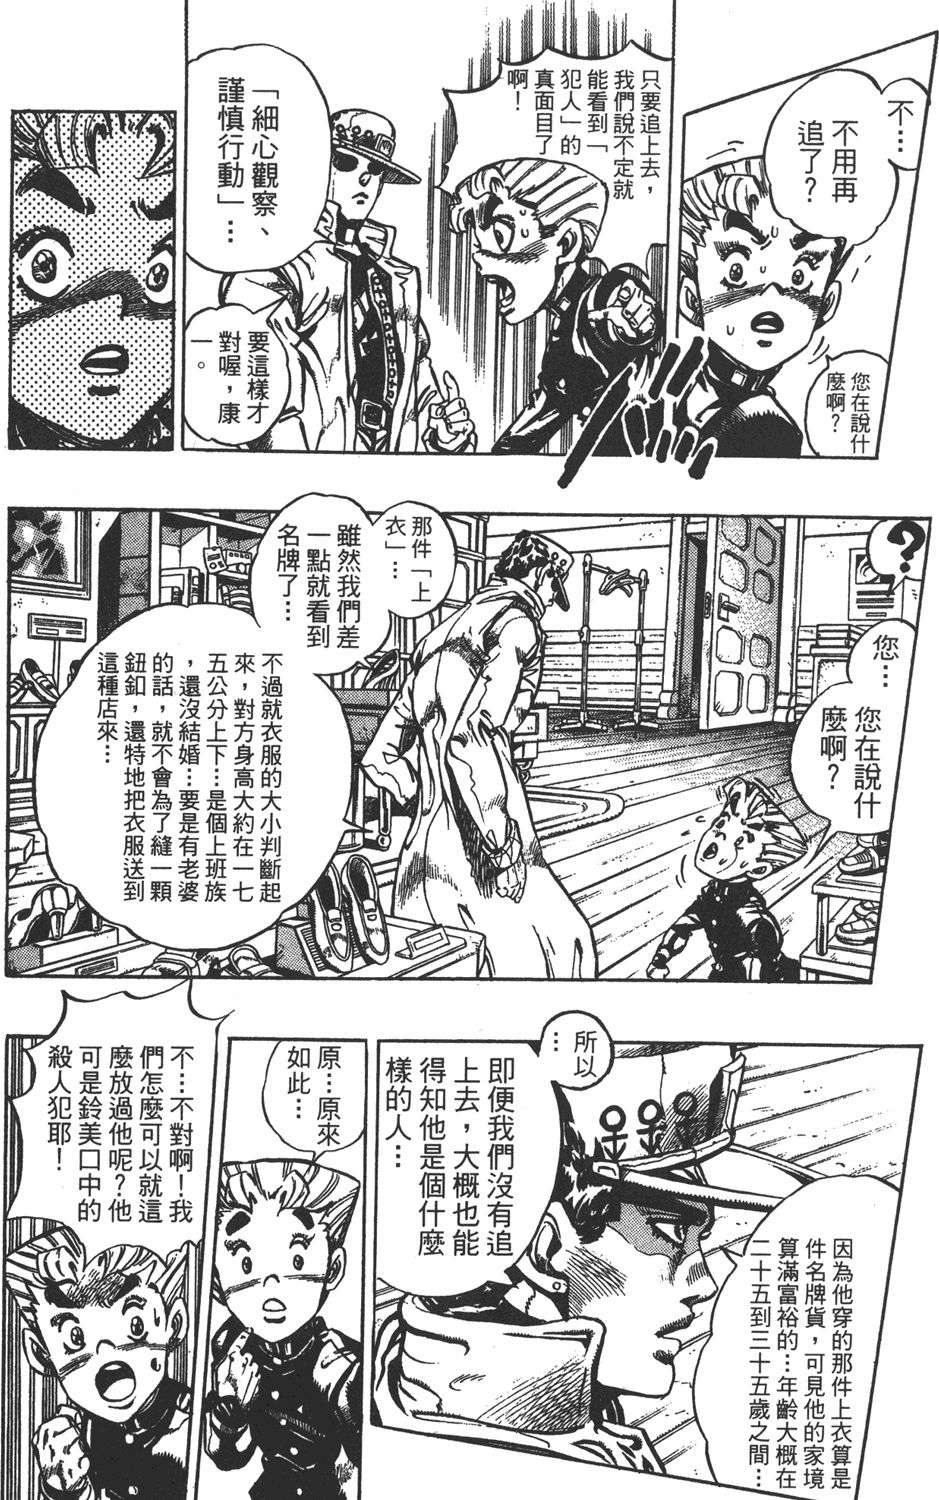 不…
不用再
追了?
您在說什
麼啊?
只要追上去,
我們說不定就
能看到「
犯人」的
真面目了
啊!
「細心觀察、
謹慎行動」…
要這樣才
對喔,康
一。
?
您…
您在說什
麼啊?
那件「上
衣」…
雖然我們差
一點就看到
名牌了…
不過就衣服的大小判斷起
來,對方身高大約在一七
五公分上下…是個上班族
,還沒結婚…要是有老婆
的話,就不會為了縫一顆
鈕釦,還特地把衣服送到
這種店來…
因為他穿的那件上衣算是
件名牌貨,可見他的家境
算滿富裕的…年齡大概在
二十五到三十五歲之間…
所以
…
即便我們沒有追
上去,大概也能
得知他是個什麼
樣的人…
原…原來
如此…
不…不對啊!我
們怎麼可以就這
麼放過他呢?他
可是鈴美口中的
殺人犯耶!